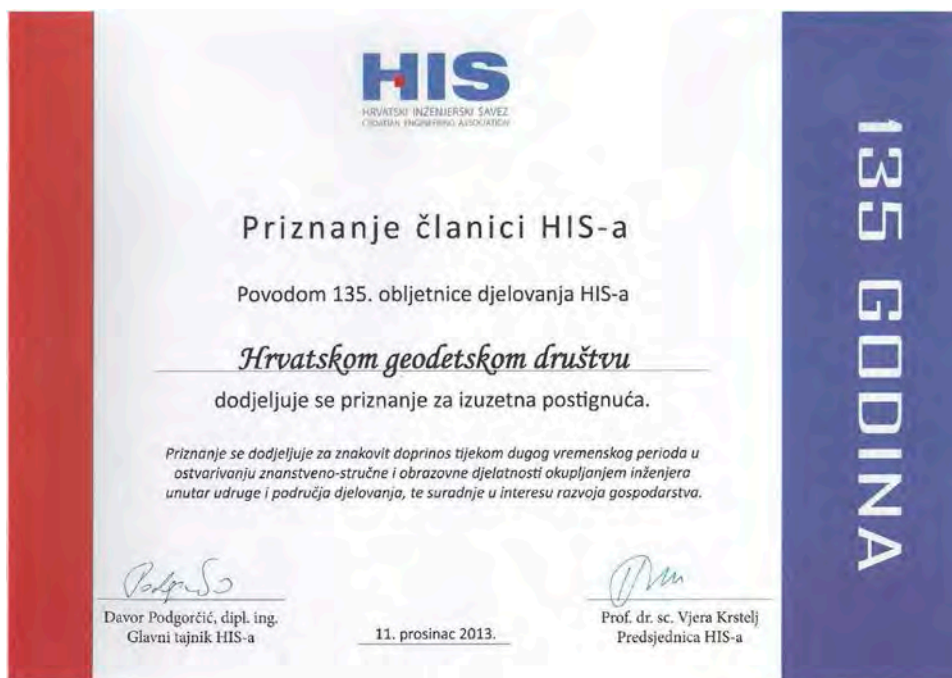 HIS
HRVATSKI INŽENJERSKI SAVEZ
CROATIAN ENGINEERING ASSOCIATION
Priznanje članici HIS-a
Povodom 135. obljetnice djelovanja HIS-a
Hrvatskom geodetskom društvu
dodjeljuje se priznanje za izuzetna postignuća.
Priznanje se dodjeljuje za znakovit doprinos tijekom dugog vremenskog perioda u
ostvarivanju znanstveno-stručne i obrazovne djelatnosti okupljanjem inženjera
unutar udruge i područja djelovanja, te suradnje u interesu razvoja gospodarstva.
Davor Podgorčić, dipl. ing.
Glavni tajnik HIS-a
11. prosinac 2013.
Prof. dr. sc. Vjera Krstelj
Predsjednica HIS-a
135 GODINA